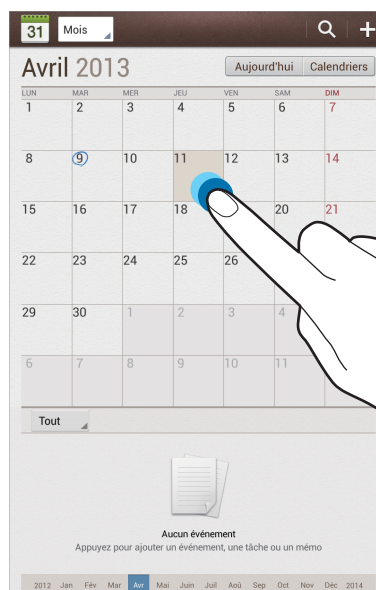 31 Mois
Avril 2013 Aujourd'hui Calendriers
LUN MAR MER JEU VEN SAM DIM
1 2 3 4 5 6 7
8 9 10 11 12 13 14
15 16 17 18 20 21
22 23 24 25 26
29 30 1 2 3 4
6 7 8 9 10 11
Tout
Aucun événement
Appuyez pour ajouter un événement, une tâche ou un mémo
2012 Jan Fév Mar Avr Mai Juin Juil Aoû Sep Oct Nov Déc 2014